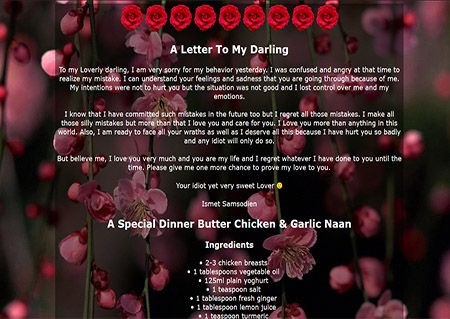 A Letter To My Darling
To my Loverly darling, I am very sorry for my behavior yesterday. I was confused and angry at that time to
realize my mistake. I can understand your feelings and sadness that you are going through because of me.
My intentions were not to hurt you but the situation was not good and I lost control over me and my
emotions.
I know that I have committed such mistakes in the future too but I regret all those mistakes. I make all
those silly mistakes but more than that I love you and care for you. I Love you more than anything in this
world. Also, I am ready to face all your wraths as well as I deserve all this because I have hurt you so badly
and any idiot will only do so.
But believe me, I love you very much and you are my life and I regret whatever I have done to you until the
time. Please give me one more chance to prove my love to you.
Your idiot yet very sweet Lover 🙂
Ismet Samsodien
A Special Dinner Butter Chicken & Garlic Naan
Ingredients
• 2-3 chicken breasts
• 1 tablespoons vegetable oil
• 125ml plain yoghurt
• 1 teaspoon salt
• 1 tablespoon fresh ginger
• 1 tablespoon lemon juice
• 1 teaspoon turmeric